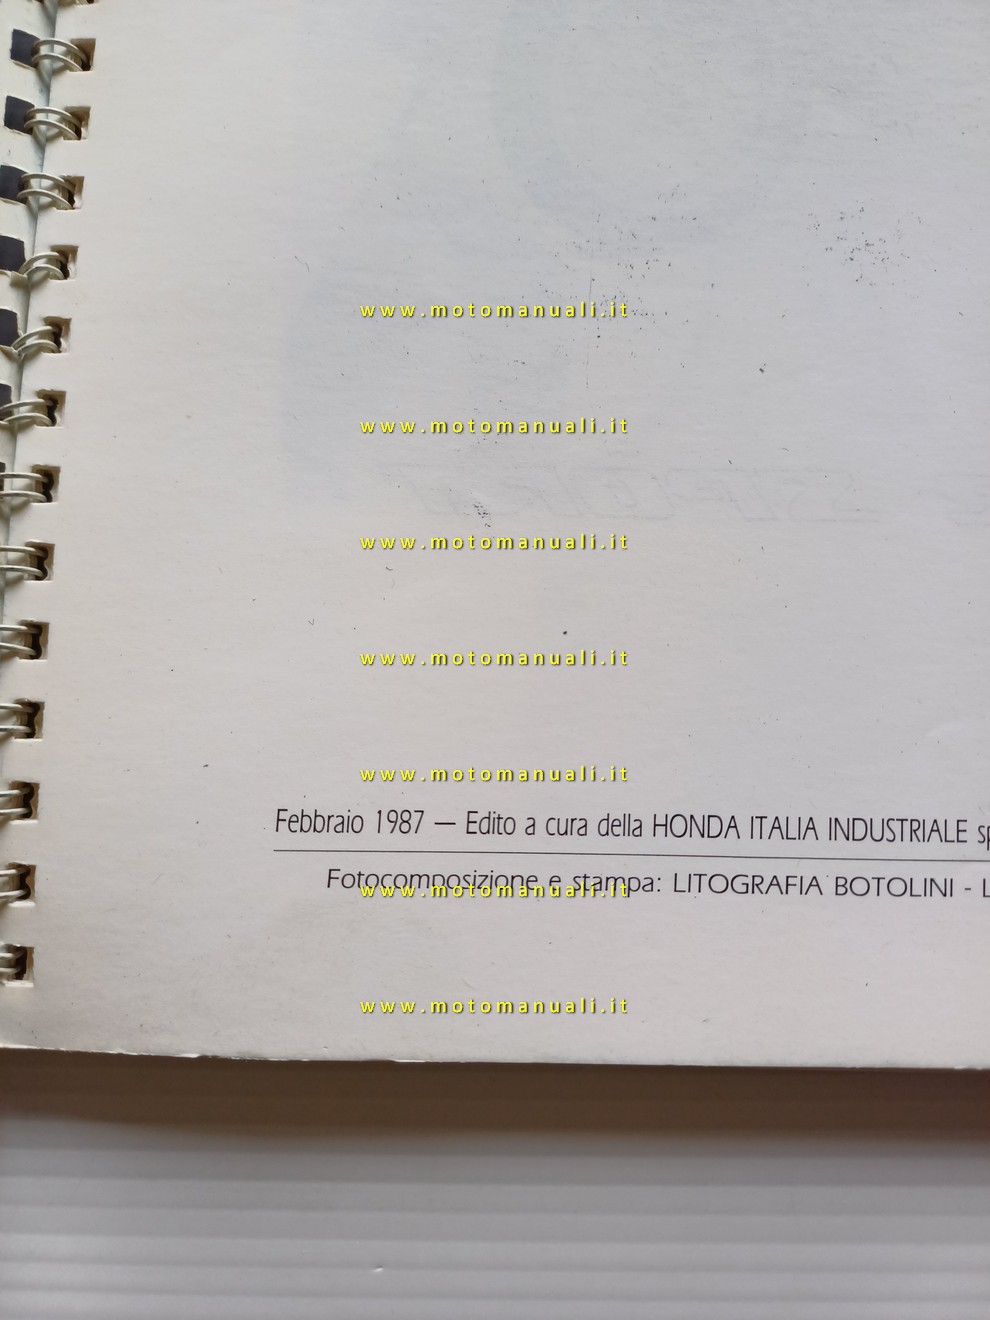 www.motomanuali.it
www.motomanuali.it
www.motomanuali.it
www.motomanuali.it
www.motomanuali.it
Febbraio 1987 — Edito a cura della HONDA ITALIA INDUSTRIALE
Fotocomposizione e stampa: LITOGRAFIA BOTOLINI -
www.motomanuali.it
www.motomanuali.it